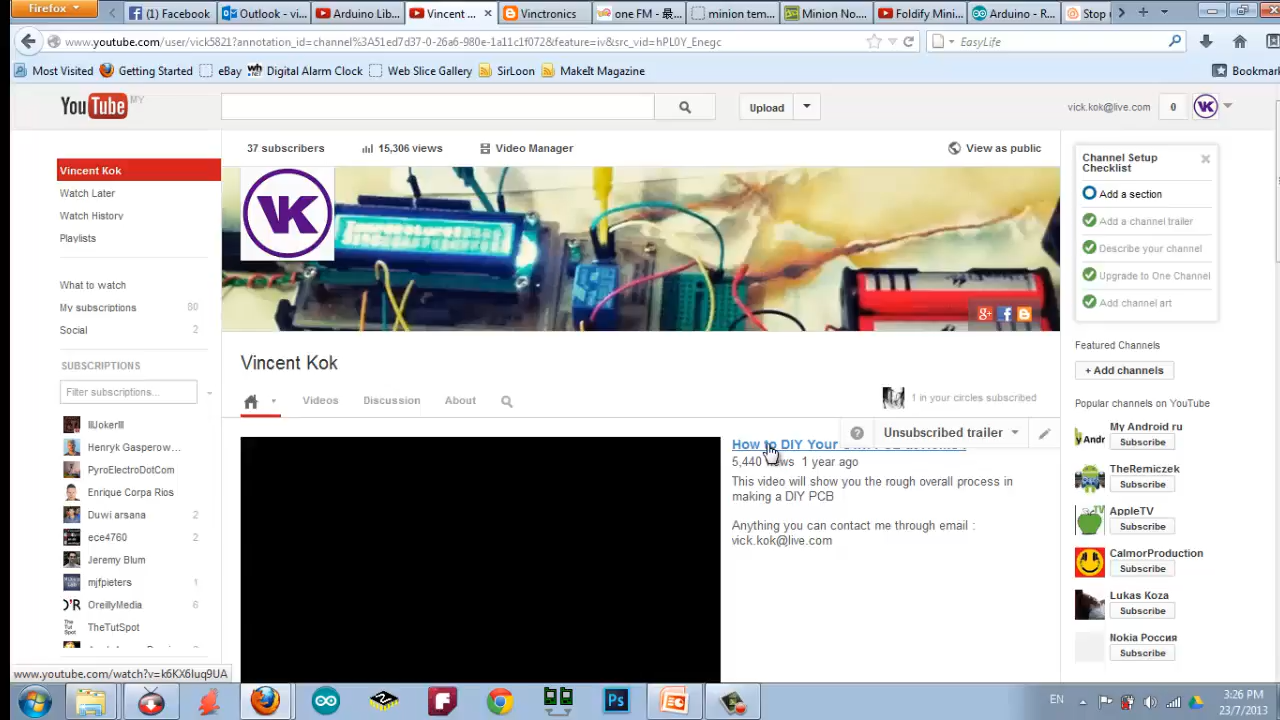 Firefox
(1) Facebook
Outlook - vi...
Arduino Lib...
Vincent ...
Vinctronics
one FM - 最...
minion tem...
Minion No...
Foldify Mini...
Arduino - R...
Stop
www.youtube.com/user/vick5821?annotation_id=channel%3A51ed7d37-0-26a6-980e-1a11c1f072&feature=iv&src_vid=hPL0Y_Enegc
EasyLife
Most Visited
Getting Started
eBay
Digital Alarm Clock
Web Slice Gallery
SirLoon
MakeIt Magazine
Bookmar
YouTube MY
Upload
vick.kok@live.com
0
VK
37 subscribers
15,306 views
Video Manager
View as public
Vincent Kok
Watch Later
Watch History
Playlists
What to watch
My subscriptions 80
Social 2
SUBSCRIPTIONS
Filter subscriptions...
IIIJokerIII
Henryk Gasperow...
PyroElectroDotCom
Enrique Corpa Rios
Duwi arsana 2
ece4760 2
Jeremy Blum
mjfpieters 1
OreillyMedia 6
TheTutSpot
VK
Vincent Kok
Videos
Discussion
About
1 in your circles subscribed
Unsubscribed trailer
How to DIY Your
5,440 views 1 year ago
This video will show you the rough overall process in
making a DIY PCB
Anything you can contact me through email :
vick.kok@live.com
Channel Setup
Checklist
Add a section
Add a channel trailer
Describe your channel
Upgrade to One Channel
Add channel art
Featured Channels
+ Add channels
Popular channels on YouTube
My Android ru
Subscribe
TheRemiczek
Subscribe
AppleTV
Subscribe
CalmorProduction
Subscribe
Lukas Koza
Subscribe
Nokia Россия
Subscribe
www.youtube.com/watch?v=k6KX6Iuq9UA
EN
3:26 PM
23/7/2013